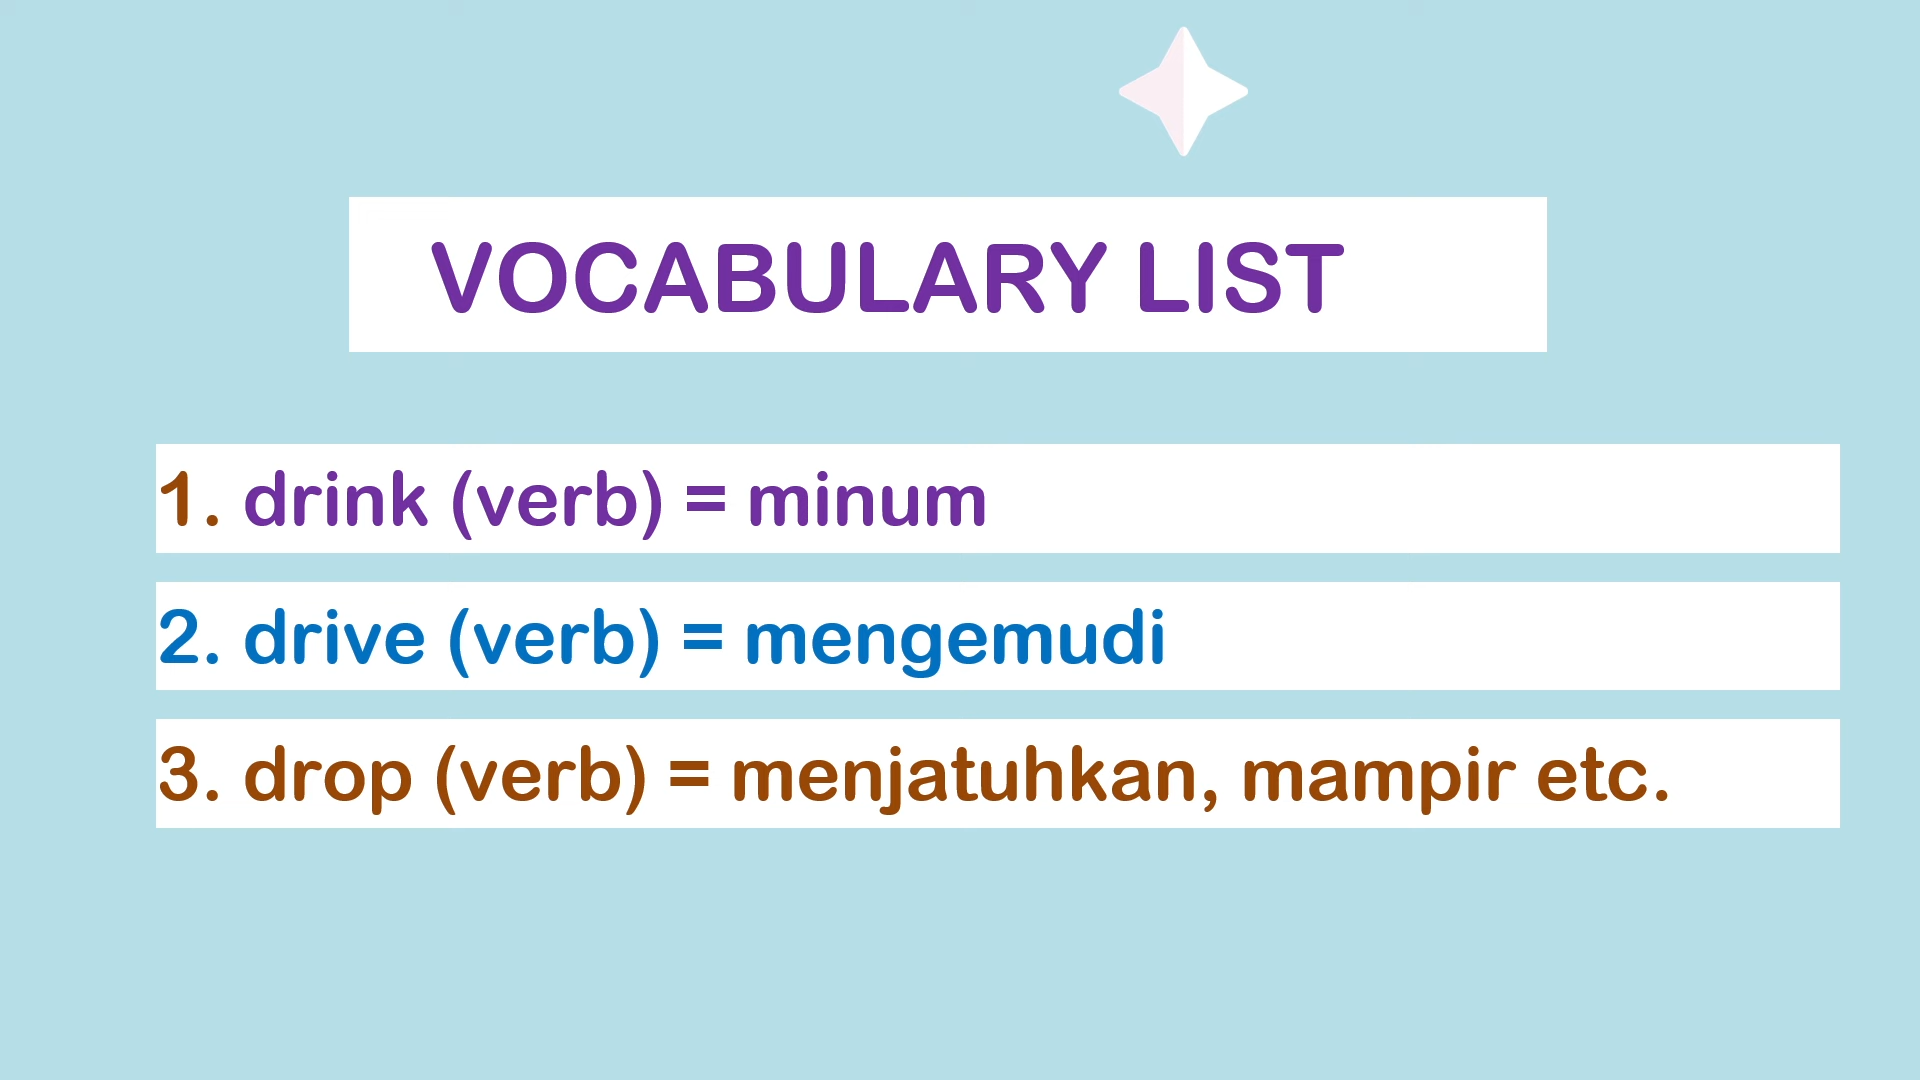 VOCABULARY LIST
1. drink (verb) = minum
2. drive (verb) = mengemudi
3. drop (verb) = menjatuhkan, mampir etc.